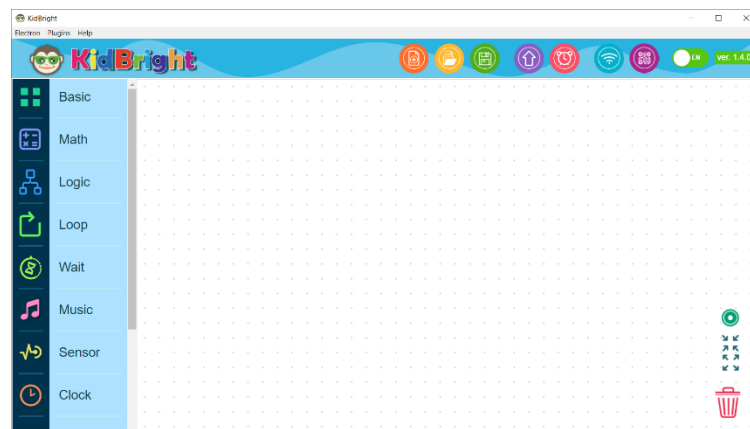 KidBright
Electron Plugins Help
KidBright
EN
ver. 1.4.0
Basic
Math
Logic
Loop
Wait
Music
Sensor
Clock